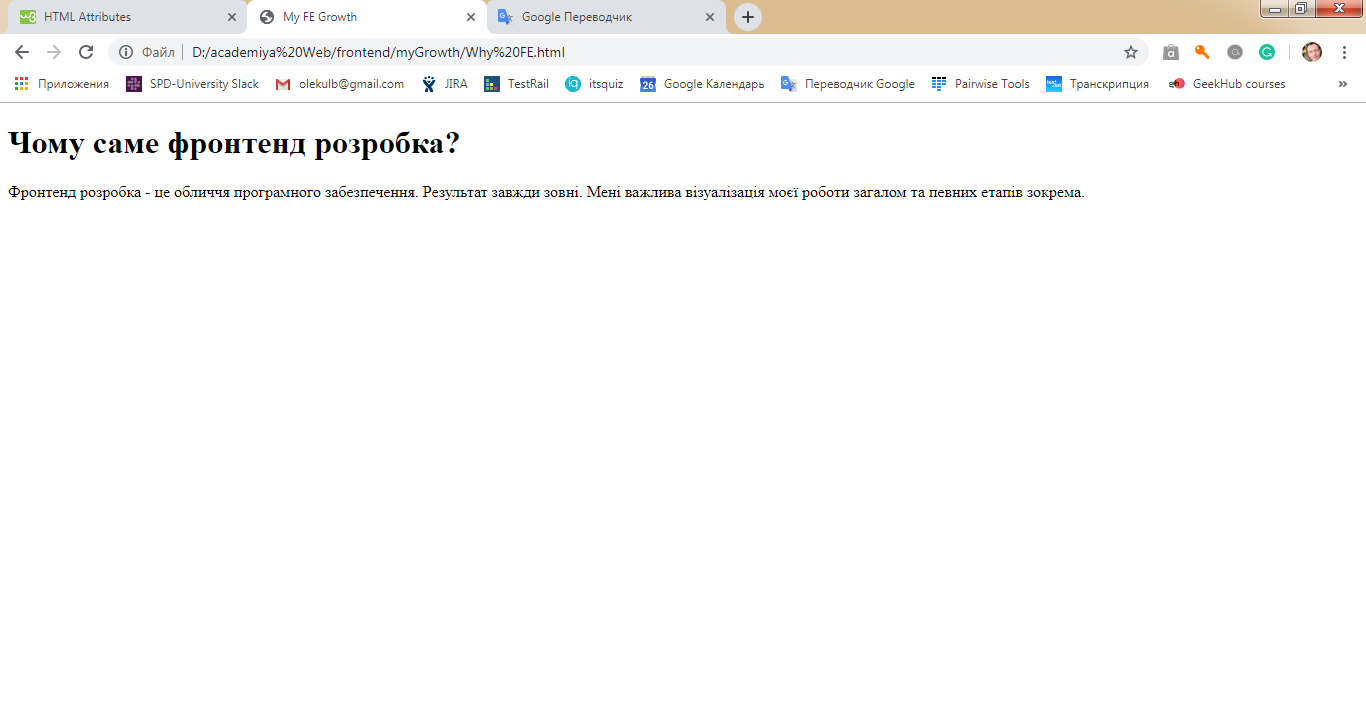 HTML Attributes My FE Growth Google Переводчик
Файл D:/academiya%20Web/frontend/myGrowth/Why%20FE.html
Приложения SPD-University Slack olekulb@gmail.com JIRA TestRail itsquiz 26 Google Календарь Переводчик Google Pairwise Tools Транскрипция GeekHub courses »
Чому саме фронтенд розробка?
Фронтенд розробка - це обличчя програмного забезпечення. Результат завжди зовні. Мені важлива візуалізація моєї роботи загалом та певних етапів зокрема.